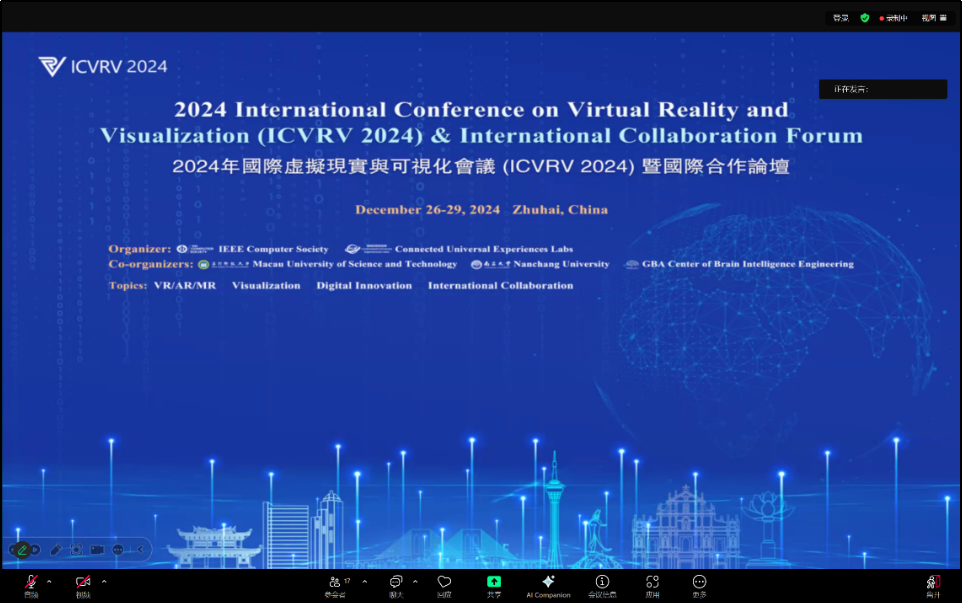 登录 录制中 视图
ICVRV 2024
正在发言:
2024 International Conference on Virtual Reality and
Visualization (ICVRV 2024) & International Collaboration Forum
2024年國際虛擬現實與可視化會議 (ICVRV 2024) 暨國際合作論壇
December 26-29, 2024 Zhuhai, China
Organizer: IEEE Computer Society Connected Universal Experiences Labs
Co-organizers: Macau University of Science and Technology Nanchang University GBA Center of Brain Intelligence Engineering
Topics: VR/AR/MR Visualization Digital Innovation International Collaboration
17
音频 视频 参会者 聊天 回应 共享 AI Companion 会议信息 应用 更多 离开